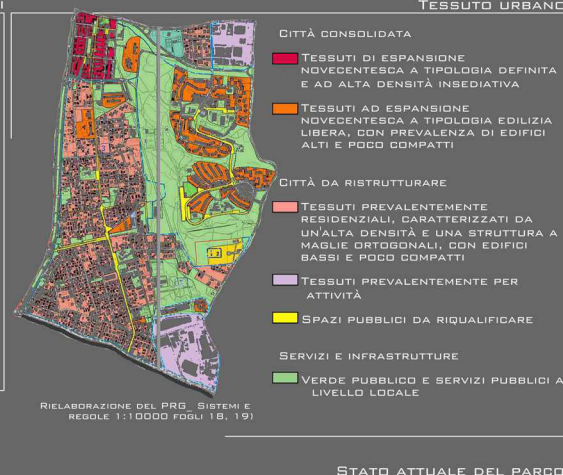 TESSUTO URBANO
CITTÀ CONSOLIDATA
TESSUTI DI ESPANSIONE
NOVECENTESCA A TIPOLOGIA DEFINITA
E AD ALTA DENSITÀ INSEDIATIVA
TESSUTI AD ESPANSIONE
NOVECENTESCA A TIPOLOGIA EDILIZIA
LIBERA, CON PREVALENZA DI EDIFICI
ALTI E POCO COMPATTI
CITTÀ DA RISTRUTTURARE
TESSUTI PREVALENTEMENTE
RESIDENZIALI, CARATTERIZZATI DA
UN'ALTA DENSITÀ E UNA STRUTTURA A
MAGLIE ORTOGONALI, CON EDIFICI
BASSI E POCO COMPATTI
TESSUTI PREVALENTEMENTE PER
ATTIVITÀ
SPAZI PUBBLICI DA RIQUALIFICARE
SERVIZI E INFRASTRUTTURE
VERDE PUBBLICO E SERVIZI PUBBLICI A
LIVELLO LOCALE
RIELABORAZIONE DEL PRG_ SISTEMI E
REGOLE 1:10000 FOGLI 18, 19)
STATO ATTUALE DEL PARCO